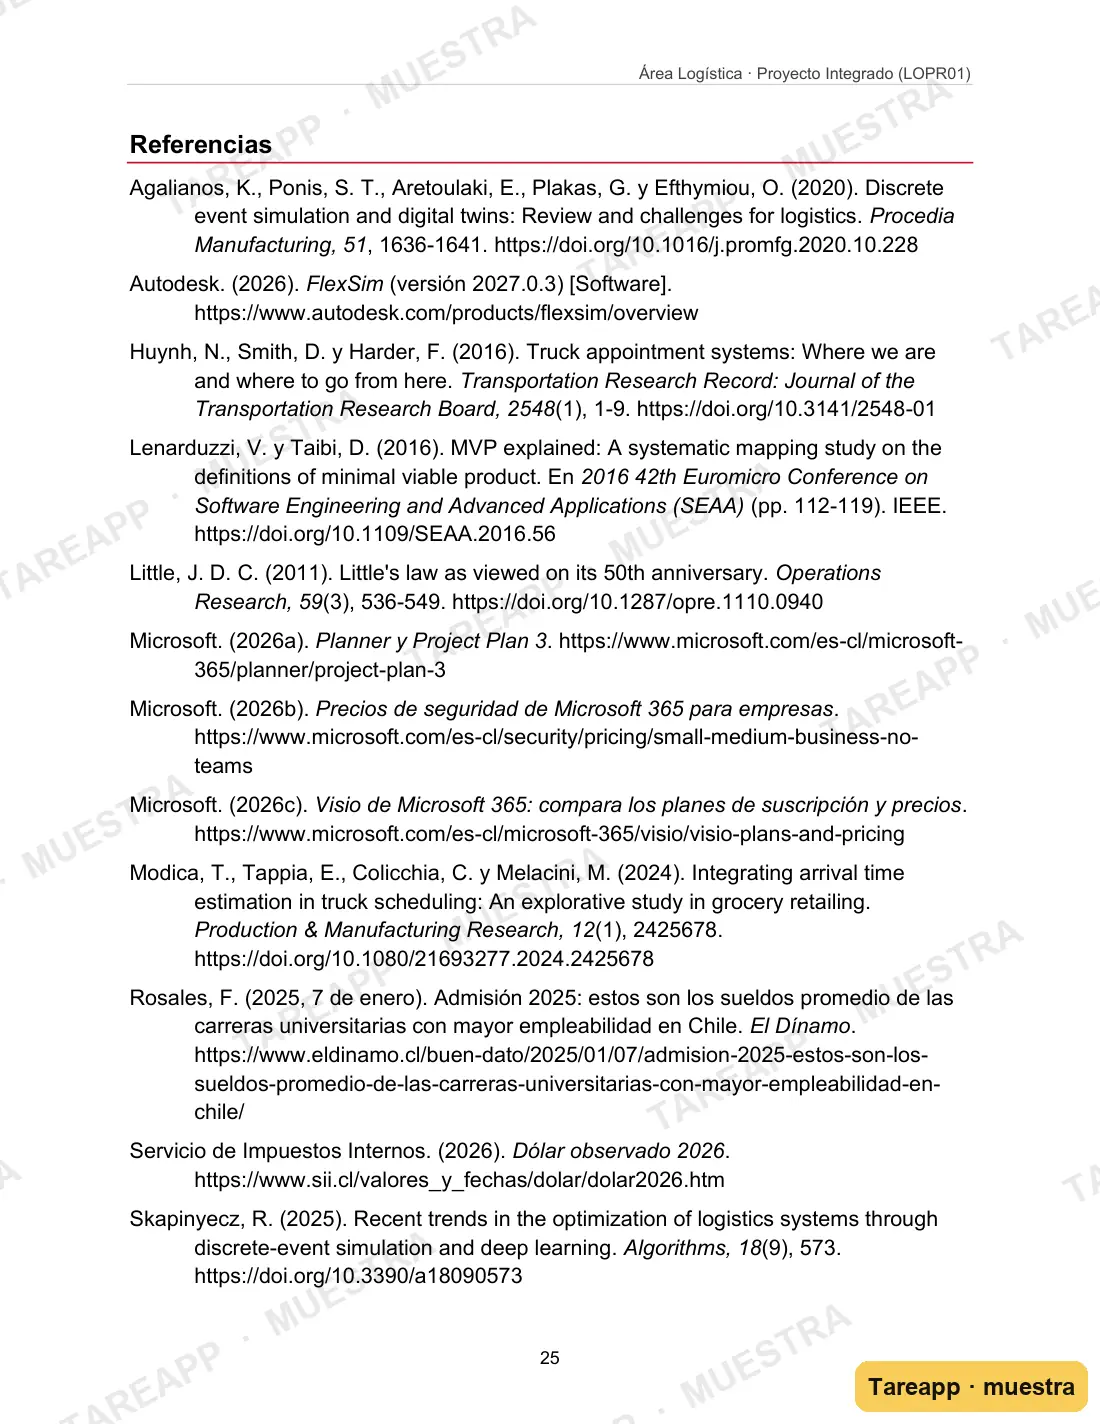 Área Logística · Proyecto Integrado (LOPR01)
Referencias
Agalianos, K., Ponis, S. T., Aretoulaki, E., Plakas, G. y Efthymiou, O. (2020). Discrete
event simulation and digital twins: Review and challenges for logistics. Procedia
Manufacturing, 51, 1636-1641. https://doi.org/10.1016/j.promfg.2020.10.228
Autodesk. (2026). FlexSim (versión 2027.0.3) [Software].
https://www.autodesk.com/products/flexsim/overview
Huynh, N., Smith, D. y Harder, F. (2016). Truck appointment systems: Where we are
and where to go from here. Transportation Research Record: Journal of the
Transportation Research Board, 2548(1), 1-9. https://doi.org/10.3141/2548-01
Lenarduzzi, V. y Taibi, D. (2016). MVP explained: A systematic mapping study on the
definitions of minimal viable product. En 2016 42th Euromicro Conference on
Software Engineering and Advanced Applications (SEAA) (pp. 112-119). IEEE.
https://doi.org/10.1109/SEAA.2016.56
Little, J. D. C. (2011). Little's law as viewed on its 50th anniversary. Operations
Research, 59(3), 536-549. https://doi.org/10.1287/opre.1110.0940
Microsoft. (2026a). Planner y Project Plan 3. https://www.microsoft.com/es-cl/microsoft-
365/planner/project-plan-3
Microsoft. (2026b). Precios de seguridad de Microsoft 365 para empresas.
https://www.microsoft.com/es-cl/security/pricing/small-medium-business-no-
teams
Microsoft. (2026c). Visio de Microsoft 365: compara los planes de suscripción y precios.
https://www.microsoft.com/es-cl/microsoft-365/visio/visio-plans-and-pricing
Modica, T., Tappia, E., Colicchia, C. y Melacini, M. (2024). Integrating arrival time
estimation in truck scheduling: An explorative study in grocery retailing.
Production & Manufacturing Research, 12(1), 2425678.
https://doi.org/10.1080/21693277.2024.2425678
Rosales, F. (2025, 7 de enero). Admisión 2025: estos son los sueldos promedio de las
carreras universitarias con mayor empleabilidad en Chile. El Dínamo.
https://www.eldinamo.cl/buen-dato/2025/01/07/admision-2025-estos-son-los-
sueldos-promedio-de-las-carreras-universitarias-con-mayor-empleabilidad-en-
chile/
Servicio de Impuestos Internos. (2026). Dólar observado 2026.
https://www.sii.cl/valores_y_fechas/dolar/dolar2026.htm
Skapinyecz, R. (2025). Recent trends in the optimization of logistics systems through
discrete-event simulation and deep learning. Algorithms, 18(9), 573.
https://doi.org/10.3390/a18090573
25
Tareapp · muestra
TAREAPP · MUESTRA